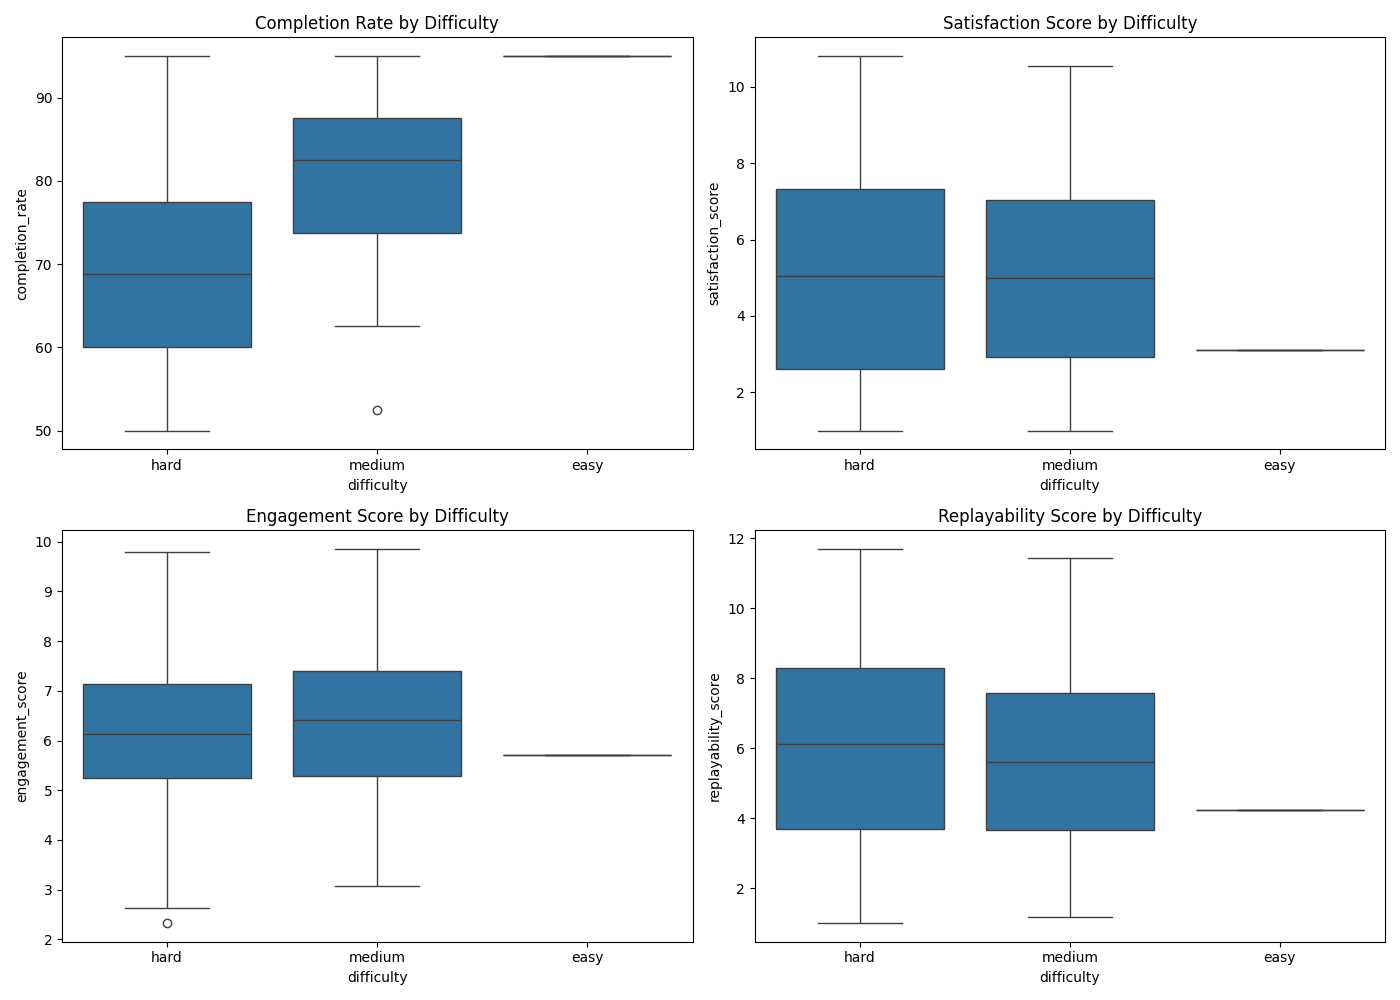 Completion Rate by Difficulty
completion_rate
90
80
70
60
50
hard medium easy
difficulty
Satisfaction Score by Difficulty
satisfaction_score
10
8
6
4
2
hard medium easy
difficulty
Engagement Score by Difficulty
engagement_score
10
9
8
7
6
5
4
3
2
hard medium easy
difficulty
Replayability Score by Difficulty
replayability_score
12
10
8
6
4
2
hard medium easy
difficulty